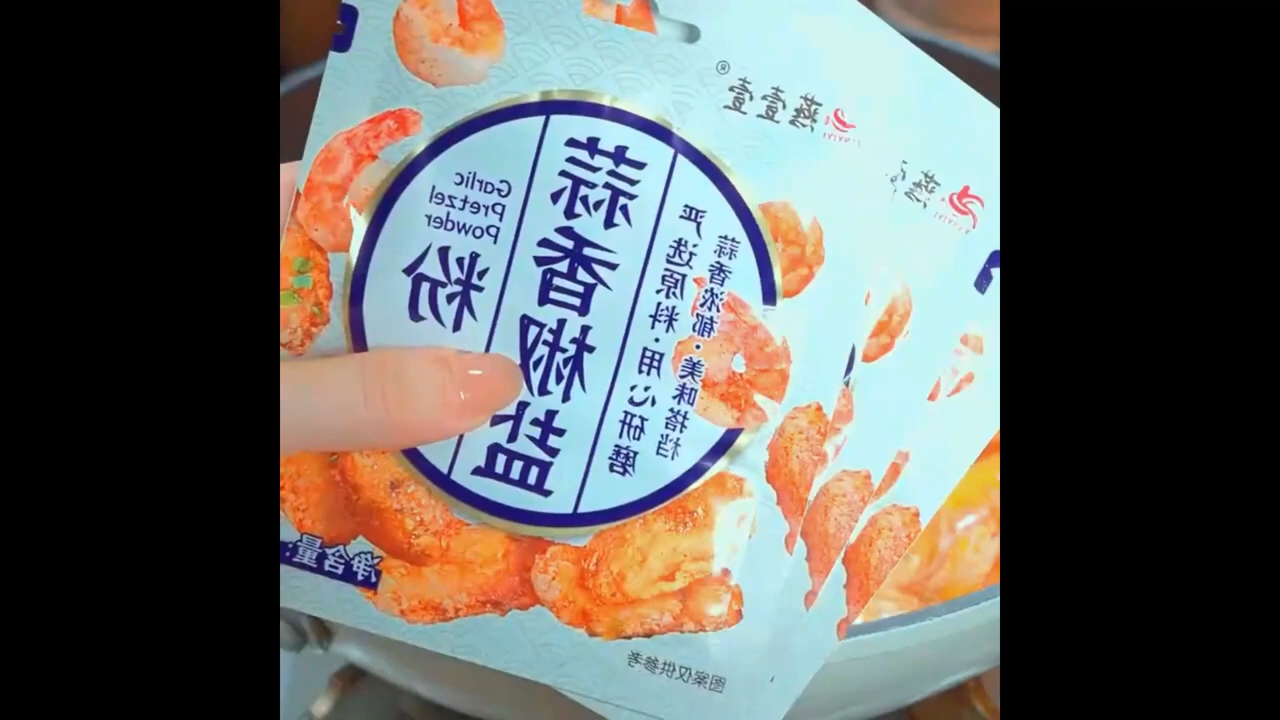 蒜香椒盐
粉
Garlic
Pretzel
Powder
蒜香浓郁·美味搭档
严选原料·用心研磨
净含量:
图案仅供参考